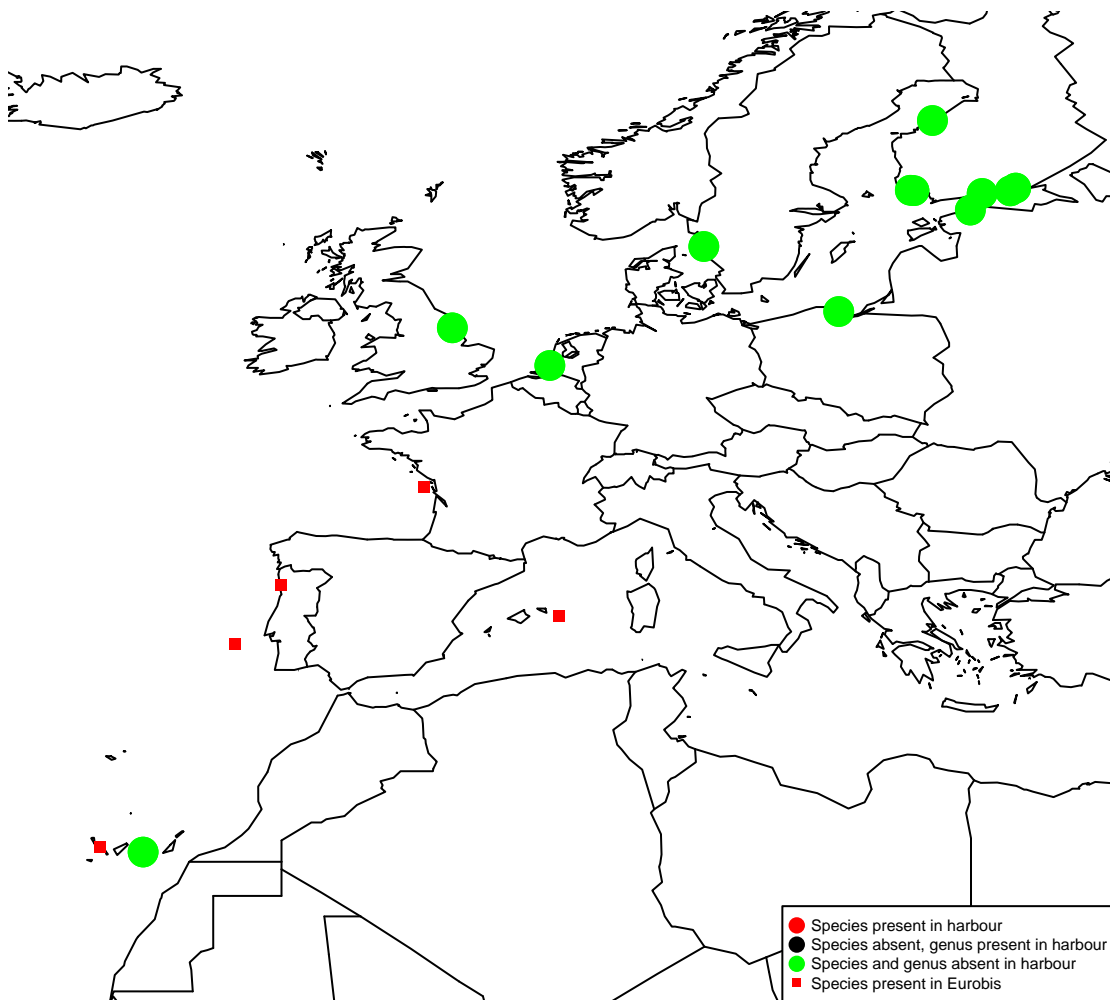 Species present in harbour
Species absent, genus present in harbour
Species and genus absent in harbour
Species present in Eurobis